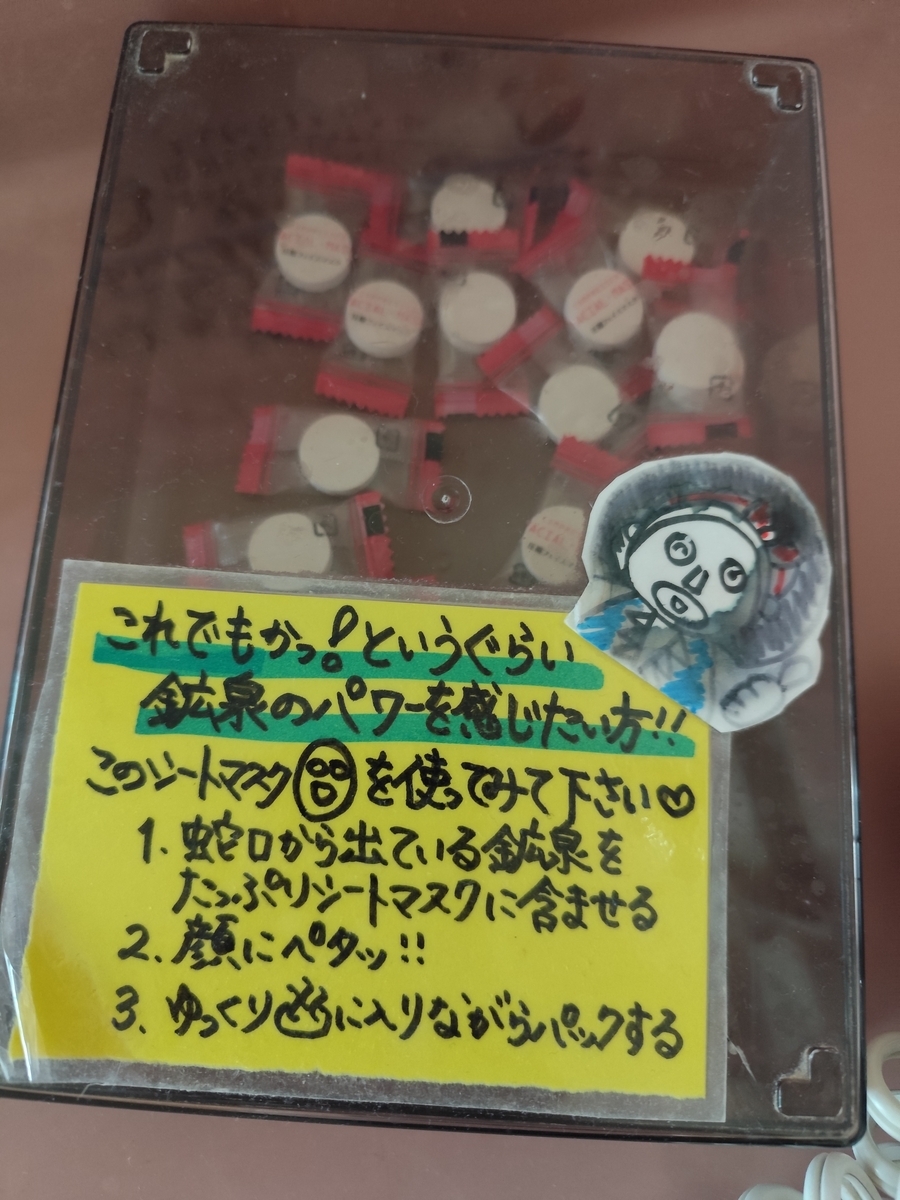 これでもかっ!というぐらい
鉱泉のパワーを感じたい方!!
このシートマスクを使ってみて下さい♡
1. 蛇口から出ている鉱泉を
たっぷりシートマスクに含ませる
2. 顔にペタッ!!
3. ゆっくり♨に入りながらパックする